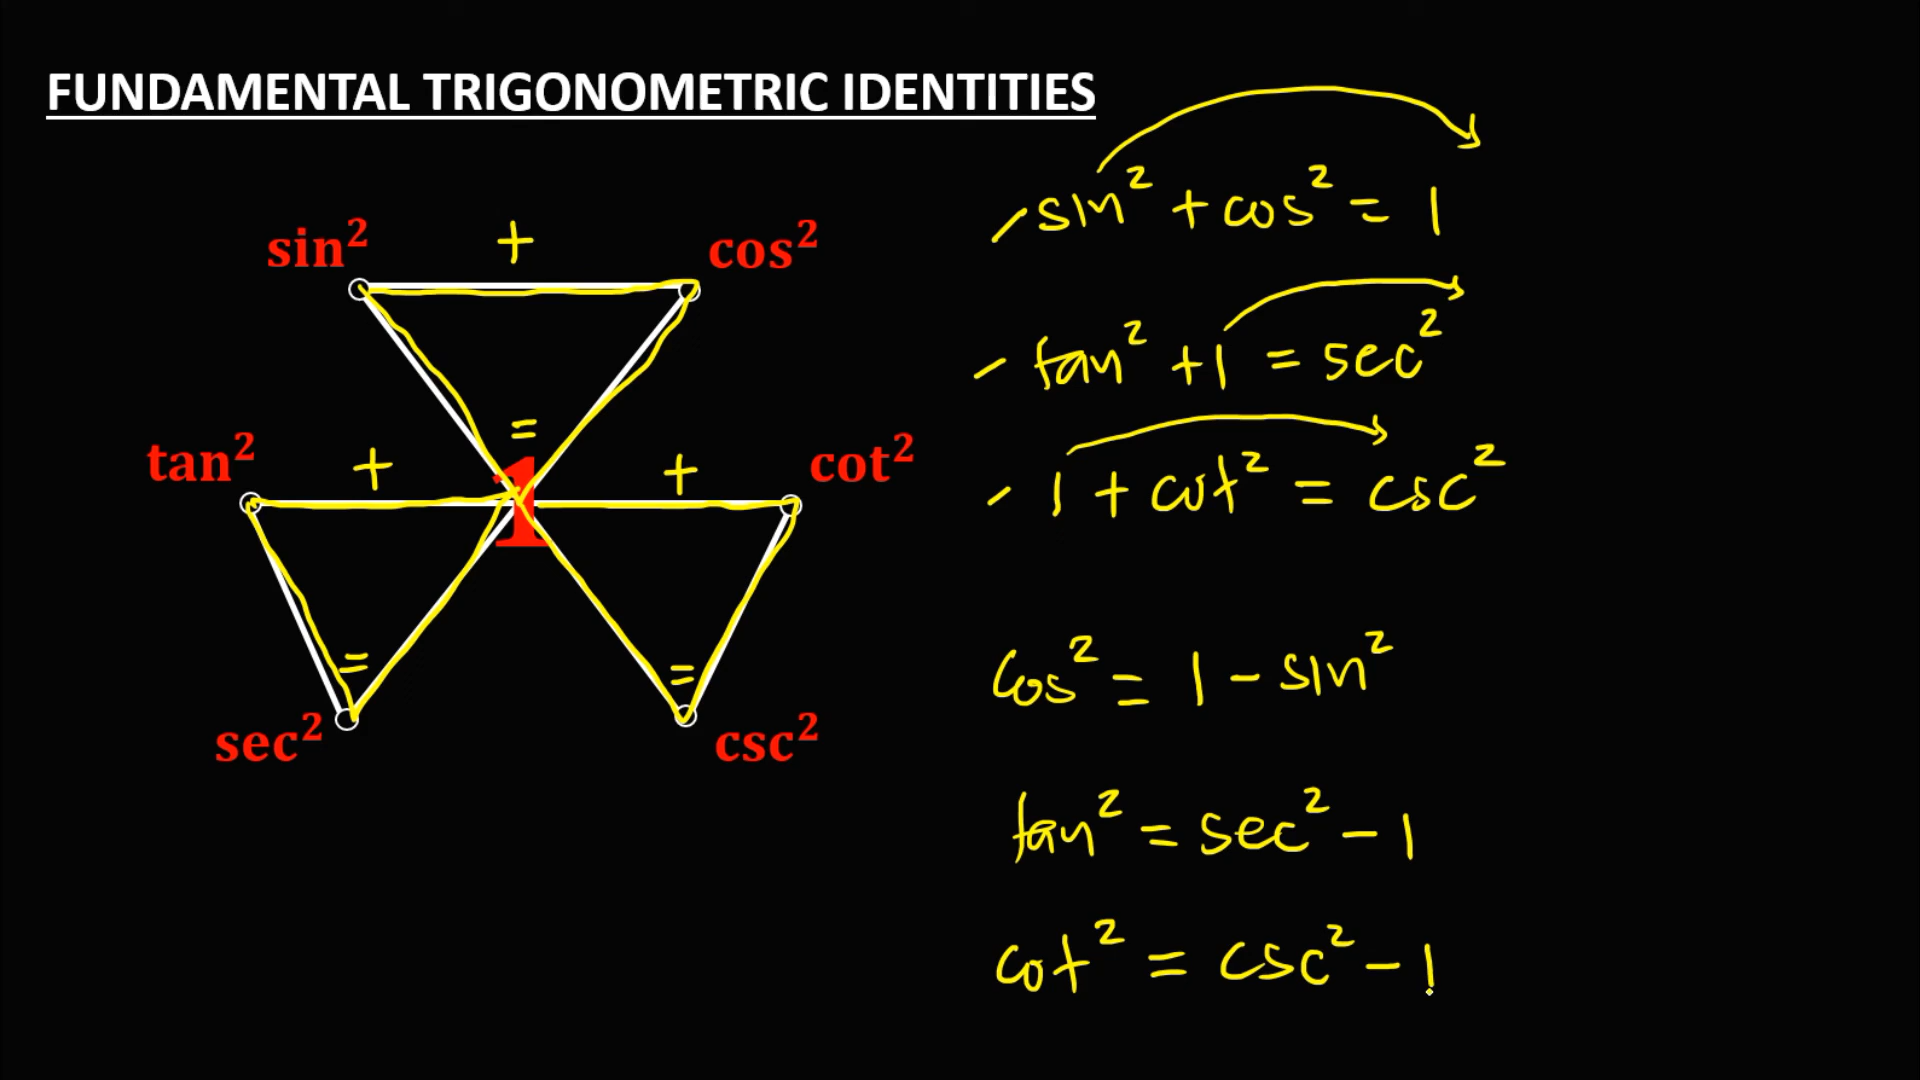 FUNDAMENTAL TRIGONOMETRIC IDENTITIES
sin² + cos²
=
tan² + 1 + cot²
= =
sec² csc²
- sin² + cos² = 1
- tan² + 1 = sec²
- 1 + cot² = csc²
cos² = 1 - sin²
tan² = sec² - 1
cot² = csc² - 1